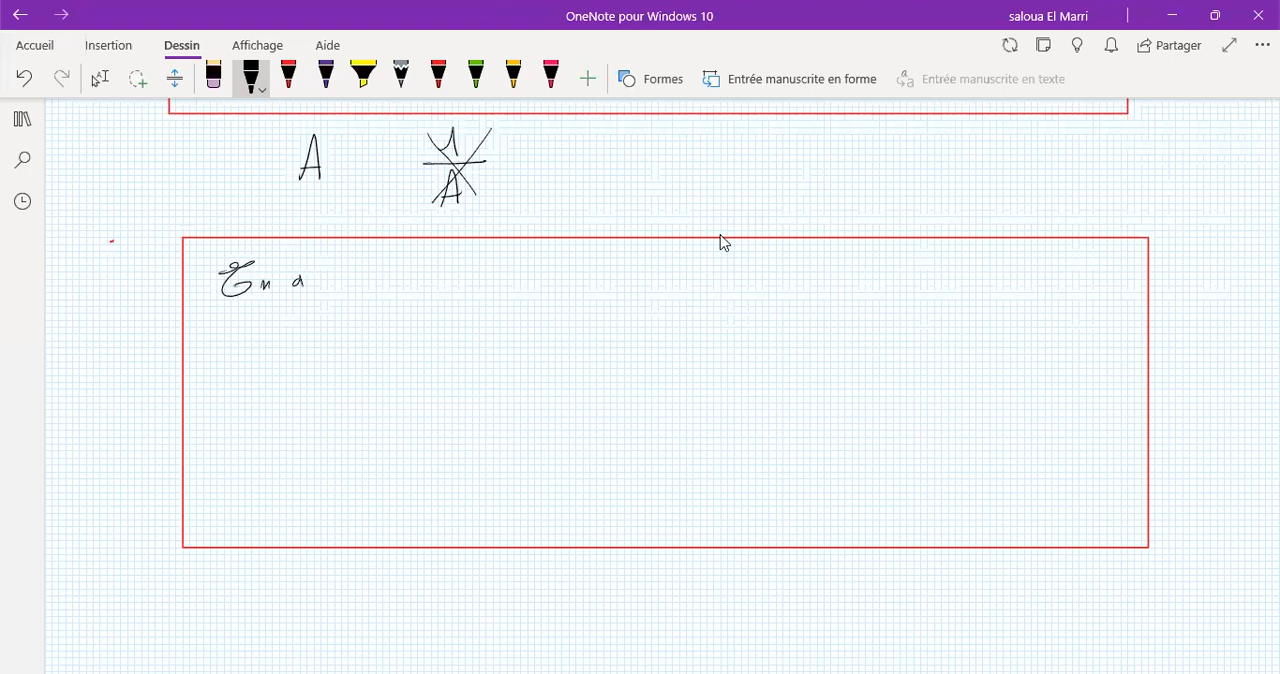 OneNote pour Windows 10
saloua El Marri
Accueil Insertion Dessin Affichage Aide
Partager
Formes
Entrée manuscrite en forme
Entrée manuscrite en texte
A
1
A
En a